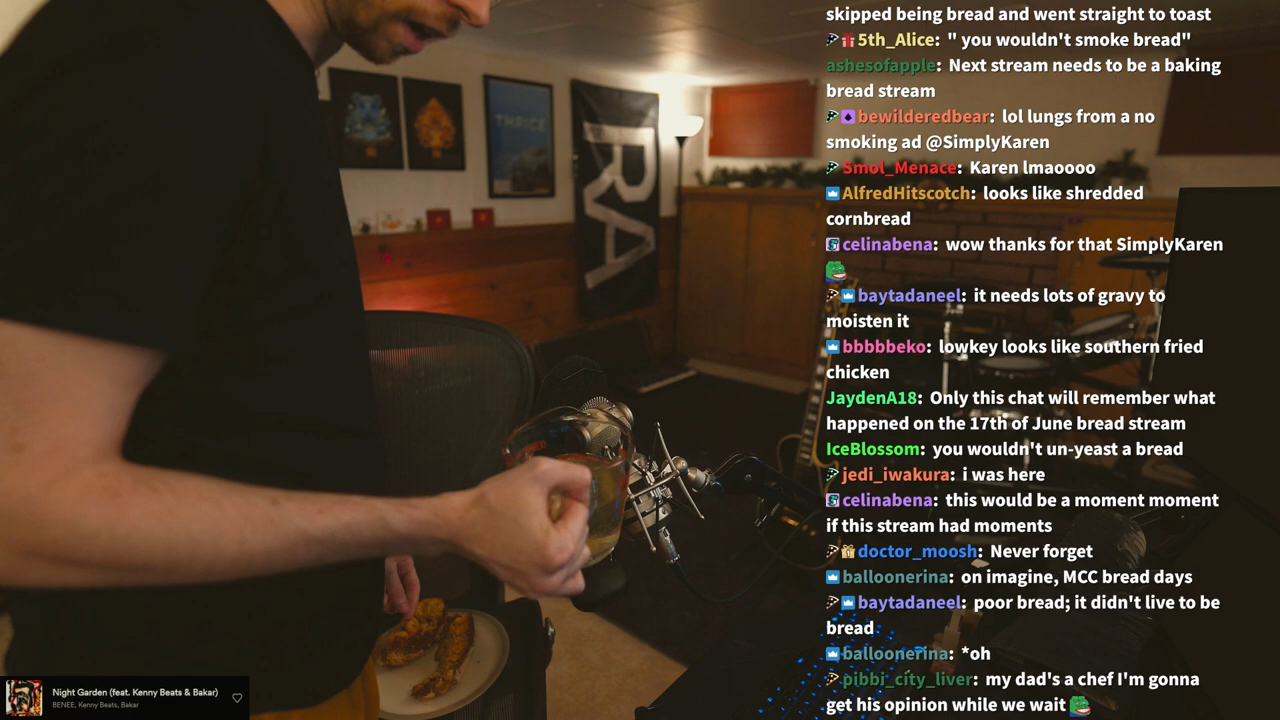 THRICE
RA
skipped being bread and went straight to toast
5th_Alice: " you wouldn't smoke bread"
ashesofapple: Next stream needs to be a baking
bread stream
bewilderedbear: lol lungs from a no
smoking ad @SimplyKaren
Smol_Menace: Karen lmaoooo
AlfredHitscotch: looks like shredded
cornbread
celinabena: wow thanks for that SimplyKaren
baytadaneel: it needs lots of gravy to
moisten it
bbbbbeko: lowkey looks like southern fried
chicken
JaydenA18: Only this chat will remember what
happened on the 17th of June bread stream
IceBlossom: you wouldn't un-yeast a bread
jedi_iwakura: i was here
celinabena: this would be a moment moment
if this stream had moments
doctor_moosh: Never forget
balloonerina: on imagine, MCC bread days
baytadaneel: poor bread; it didn't live to be
bread
balloonerina: *oh
pibbi_city_liver: my dad's a chef I'm gonna
get his opinion while we wait
Night Garden (feat. Kenny Beats & Bakar)
BENEE, Kenny Beats, Bakar